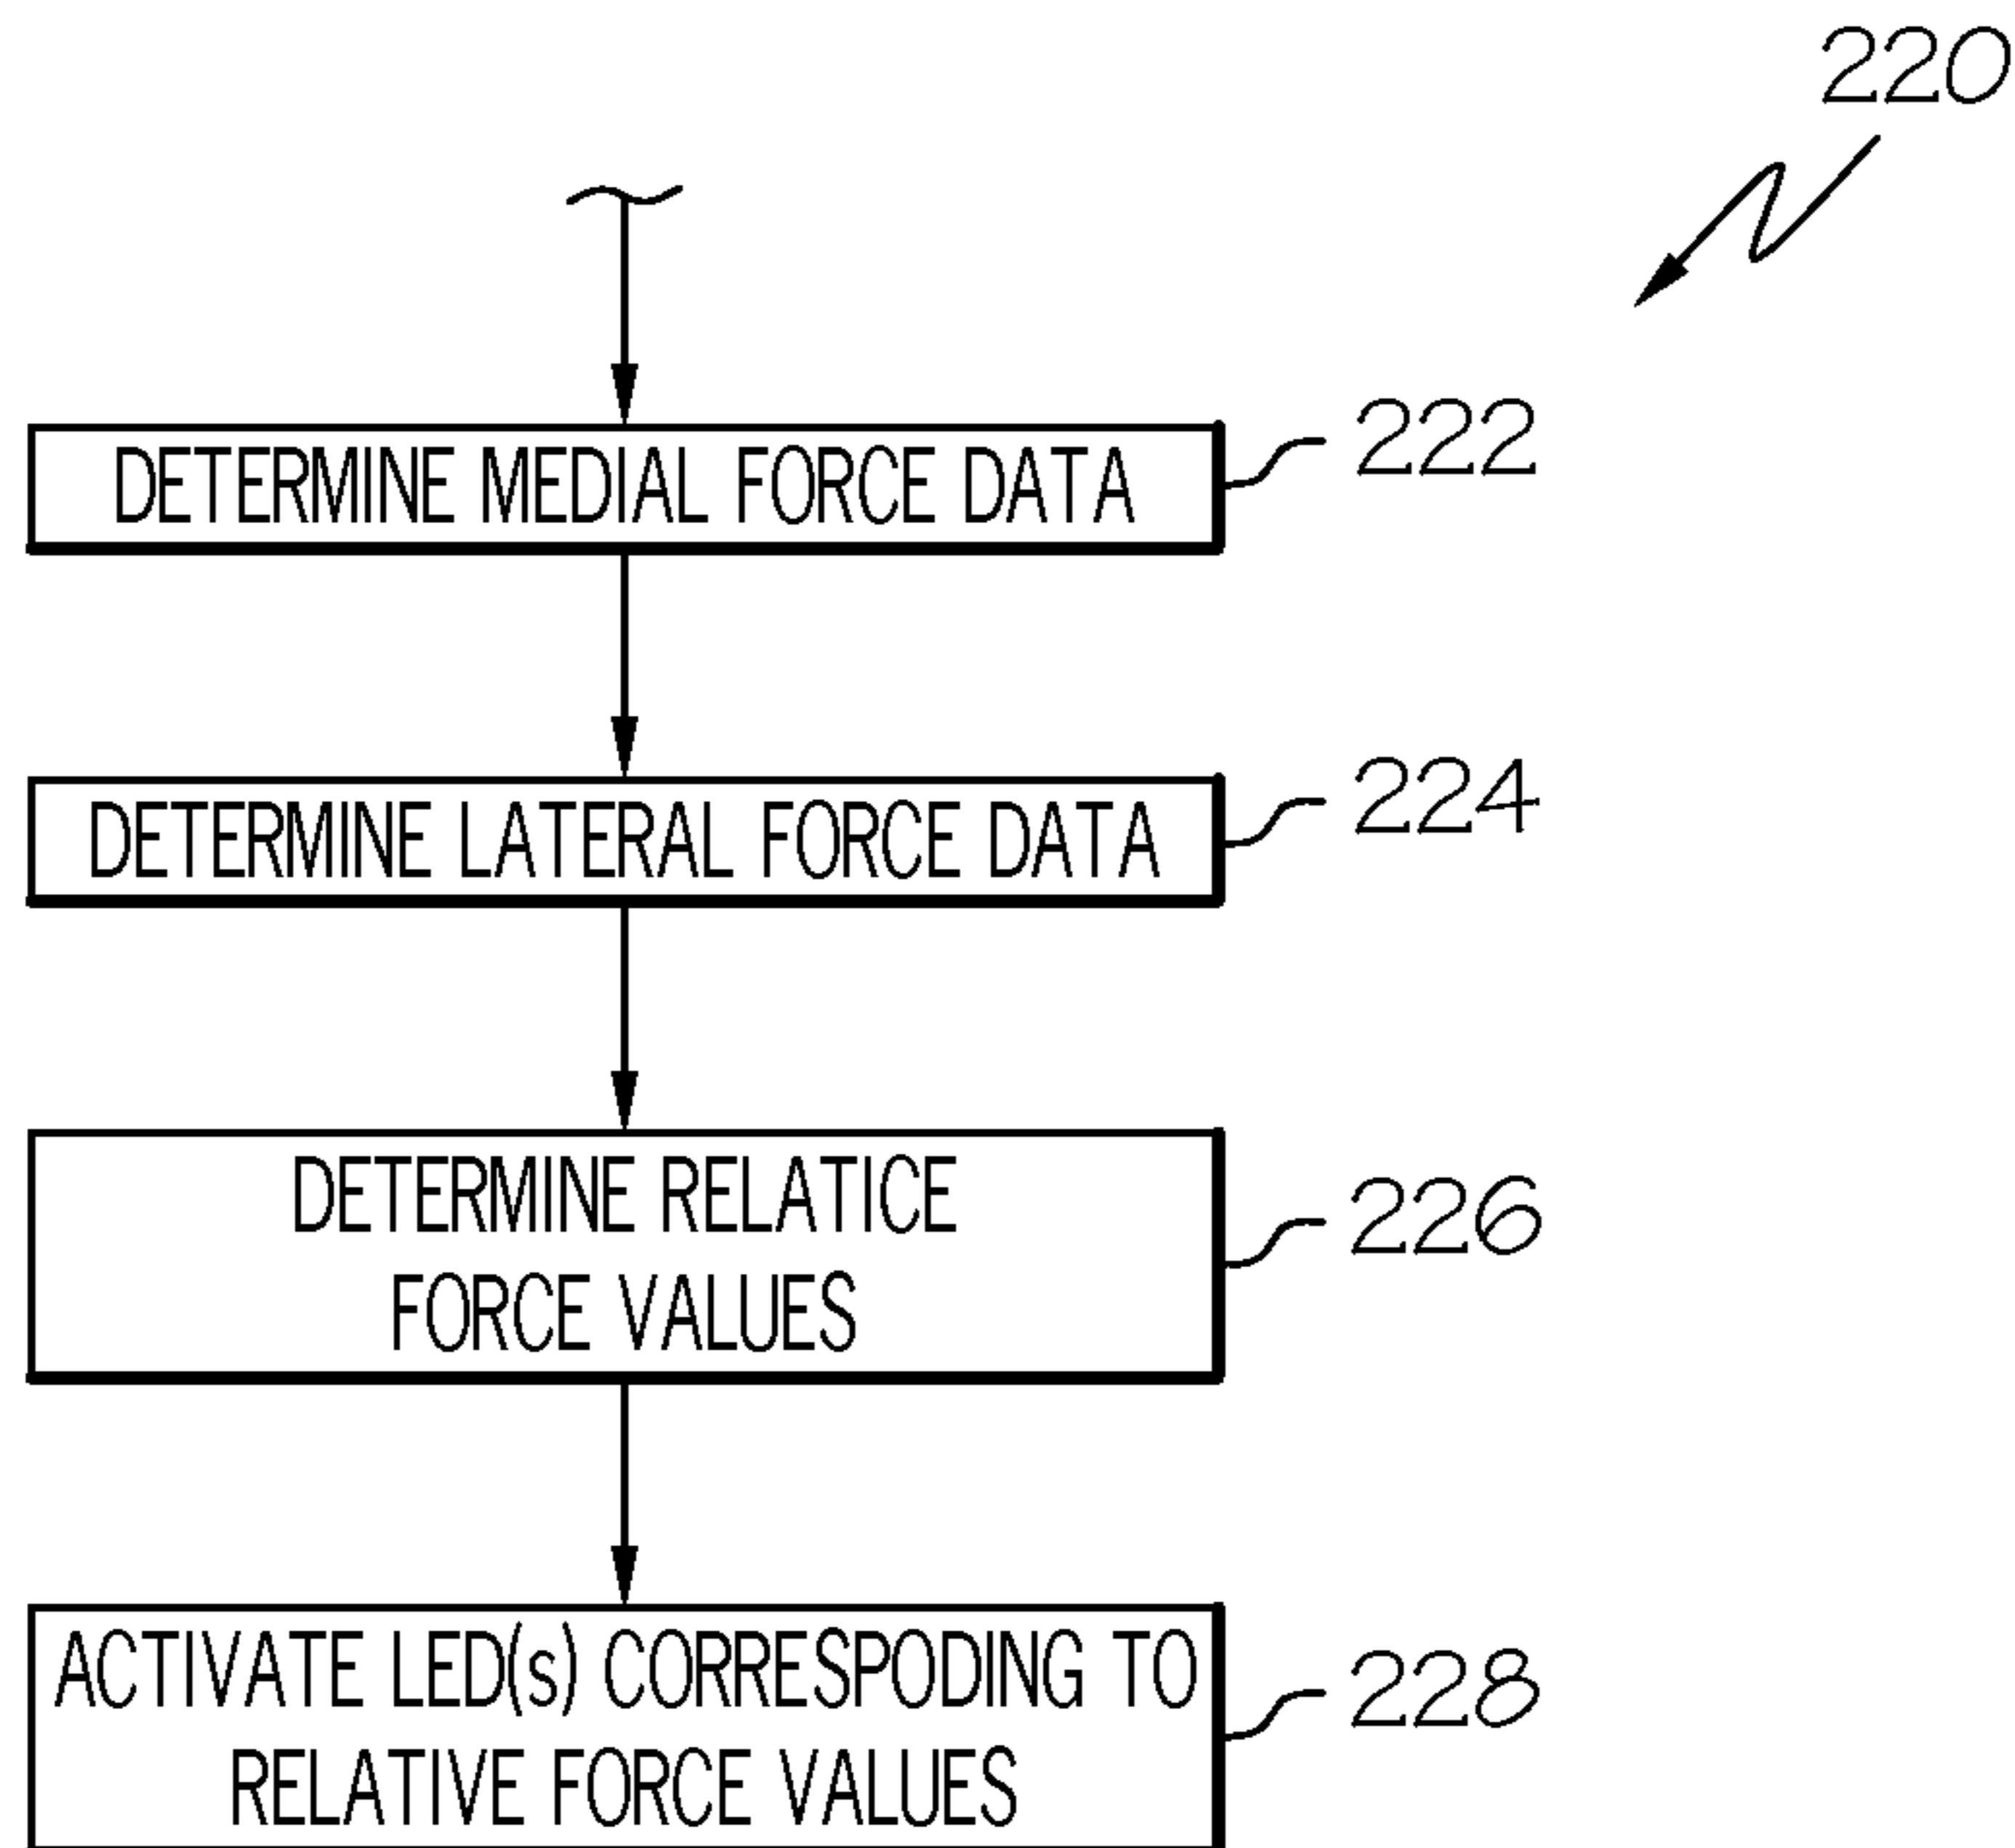 220
DETERMINE MEDIAL FORCE DATA
222
DETERMINE LATERAL FORCE DATA
224
DETERMINE RELATICE
FORCE VALUES
226
ACTIVATE LED(s) CORRESPODING TO
RELATIVE FORCE VALUES
228